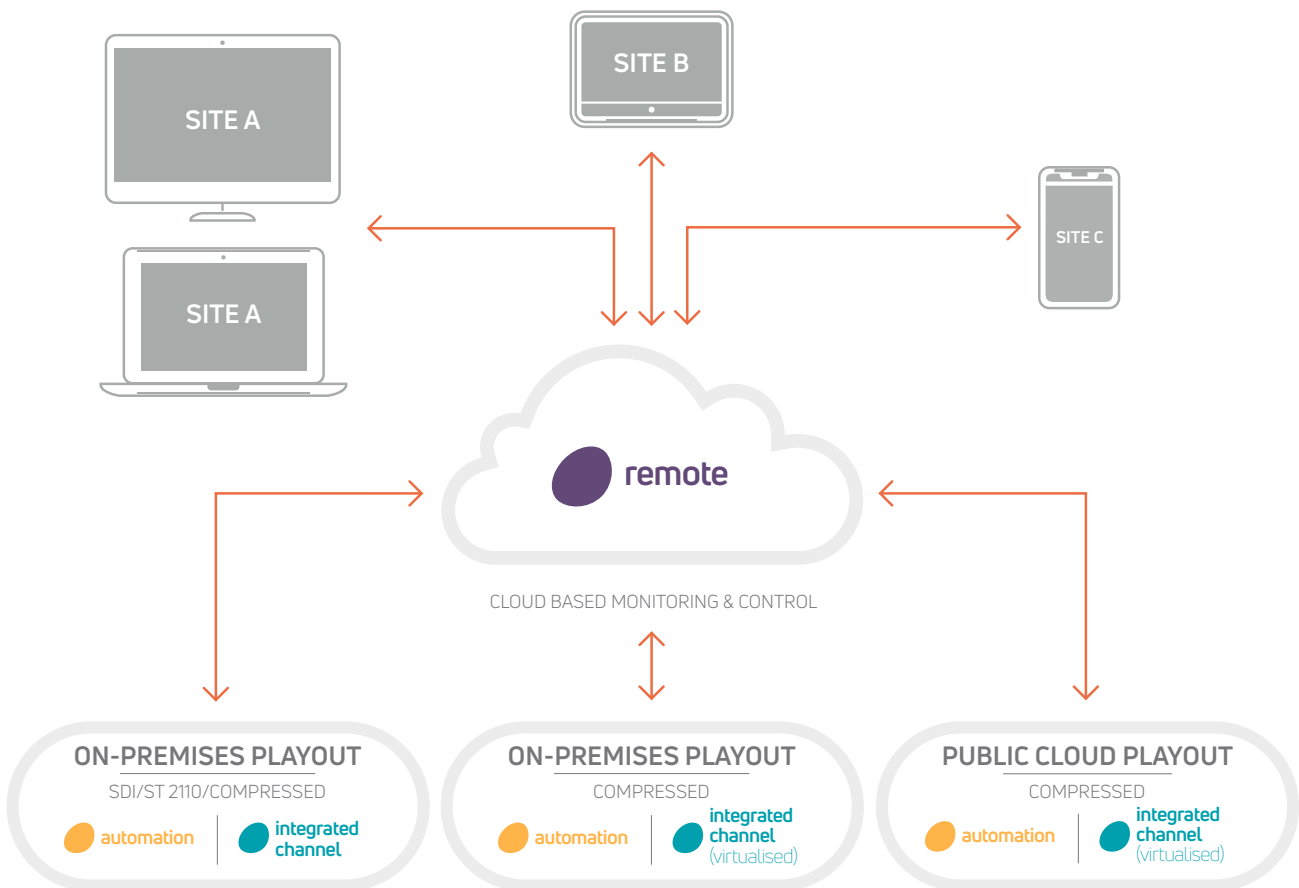 SITE A
SITE B
SITE C
SITE A
remote
CLOUD BASED MONITORING & CONTROL
ON-PREMISES PLAYOUT
SDI/ST 2110/COMPRESSED
automation
integrated
channel
ON-PREMISES PLAYOUT
COMPRESSED
automation
integrated
channel
(virtualised)
PUBLIC CLOUD PLAYOUT
COMPRESSED
automation
integrated
channel
(virtualised)